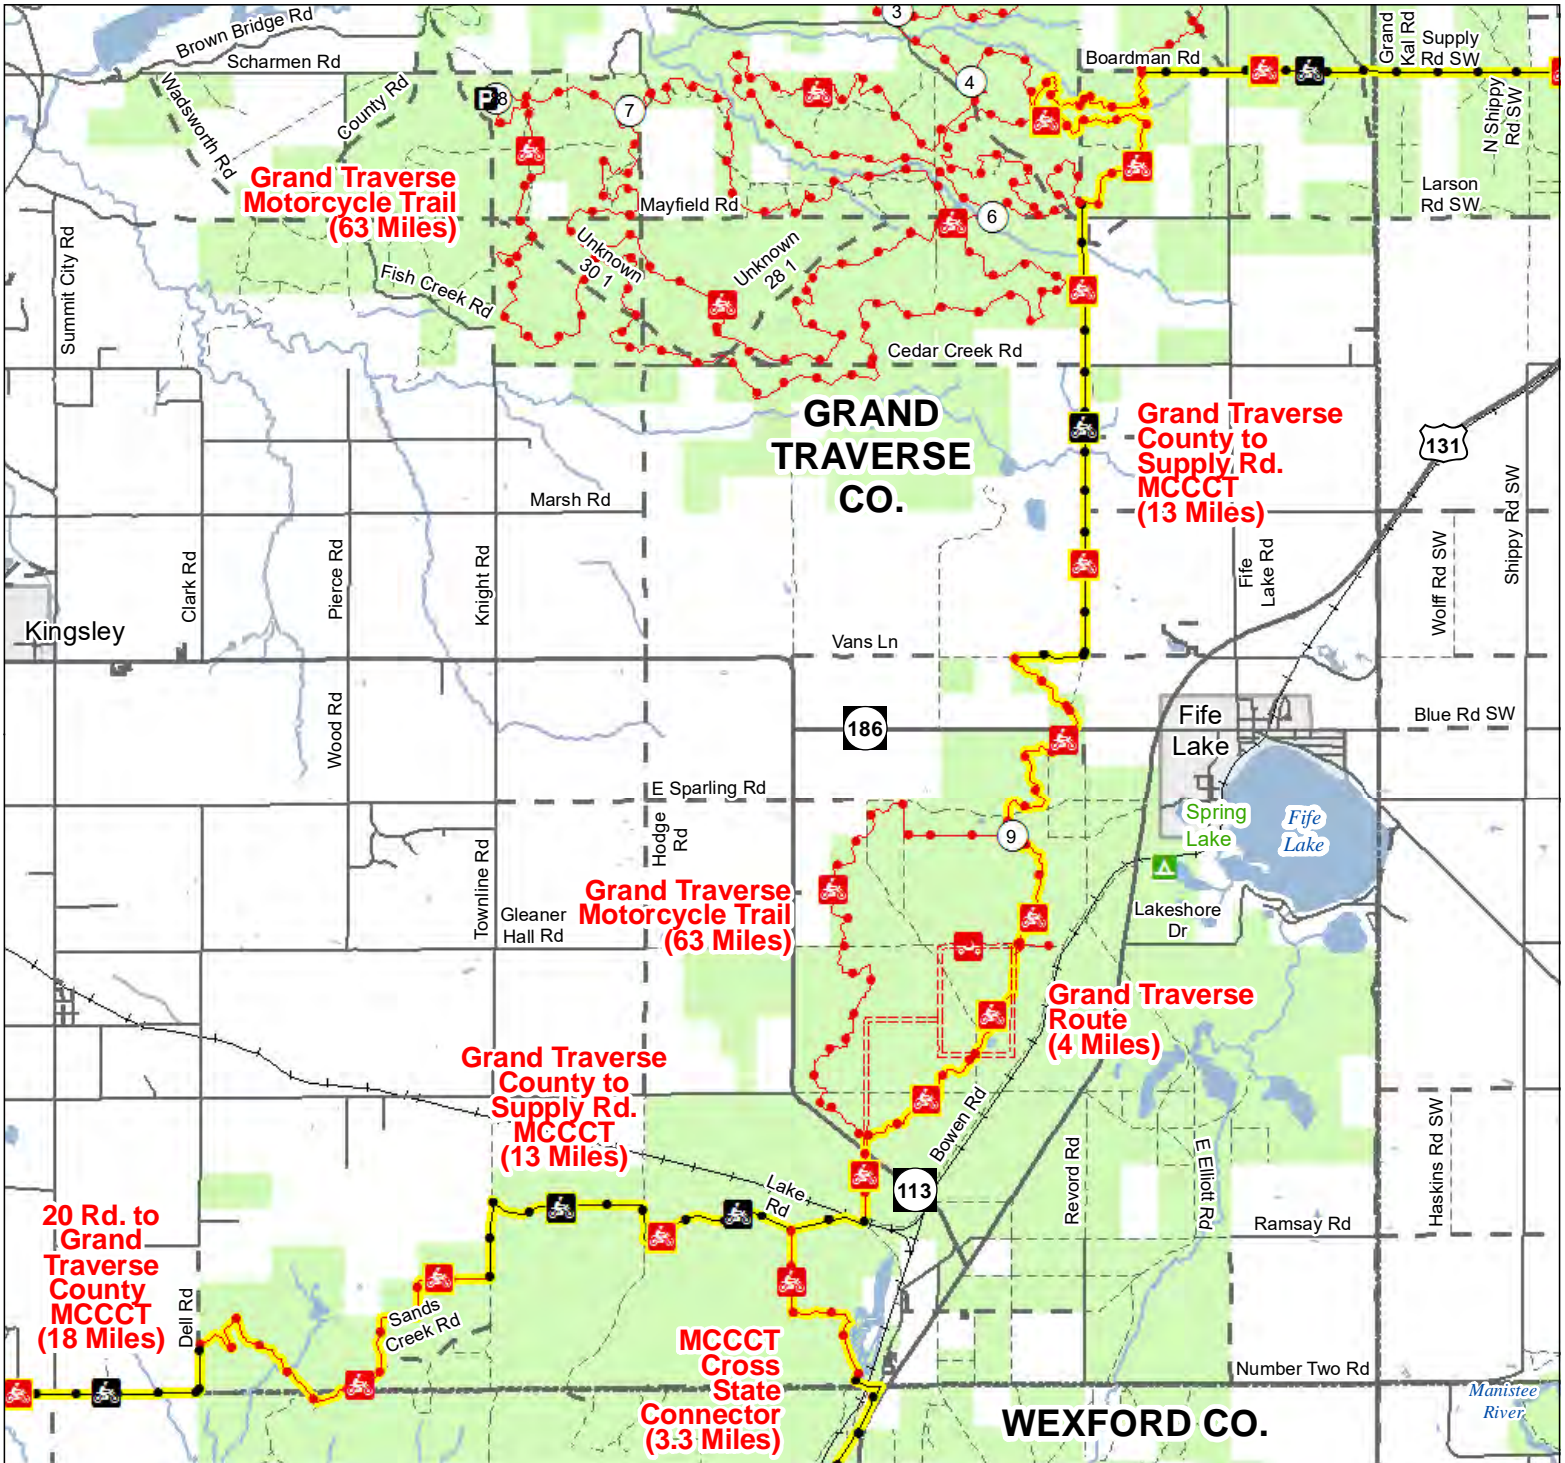 Brown Bridge Rd
Scharmen Rd
Wadsworth Rd
County Rd
P
8
7
3
4
6
Boardman Rd
Grand
Kal Rd
Supply
Rd SW
N Shippy
Rd SW
Larson
Rd SW
Grand Traverse
Motorcycle Trail
(63 Miles)
Mayfield Rd
Summit City Rd
Fish Creek Rd
Unknown
30 1
Unknown
28 1
Cedar Creek Rd
GRAND
TRAVERSE
CO.
Grand Traverse
County to
Supply Rd.
MCCCT
(13 Miles)
131
Marsh Rd
Clark Rd
Pierce Rd
Knight Rd
Fife
Lake Rd
Wolff Rd SW
Shippy Rd SW
Kingsley
Vans Ln
Wood Rd
186
Fife
Lake
Blue Rd SW
E Sparling Rd
Hodge
Rd
9
Spring
Lake
Fife
Lake
Townline Rd
Grand Traverse
Motorcycle Trail
(63 Miles)
Gleaner
Hall Rd
Lakeshore
Dr
Grand Traverse
Route
(4 Miles)
Grand Traverse
County to
Supply Rd.
MCCCT
(13 Miles)
Bowen Rd
Revord Rd
E Elliott Rd
Haskins Rd SW
113
Lake
Rd
Ramsay Rd
20 Rd. to
Grand
Traverse
County
MCCCT
(18 Miles)
Dell Rd
Sands
Creek Rd
MCCCT
Cross
State
Connector
(3.3 Miles)
Number Two Rd
Manistee
River
WEXFORD CO.